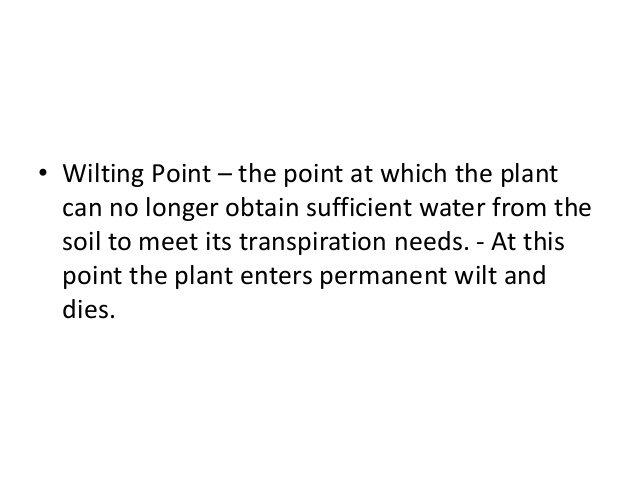 • Wilting Point – the point at which the plant
can no longer obtain sufficient water from the
soil to meet its transpiration needs. - At this
point the plant enters permanent wilt and
dies.